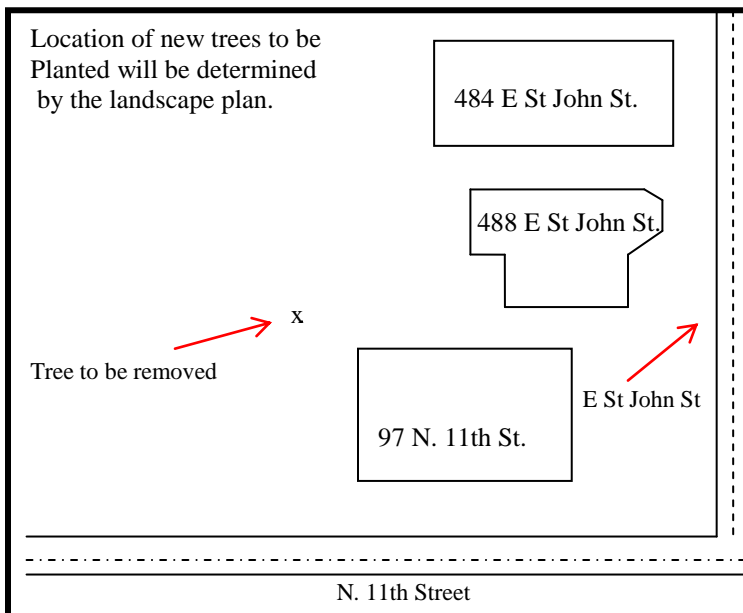 Location of new trees to be
Planted will be determined
by the landscape plan.
484 E St John St.
488 E St John St.
x
Tree to be removed
E St John St
97 N. 11th St.
N. 11th Street